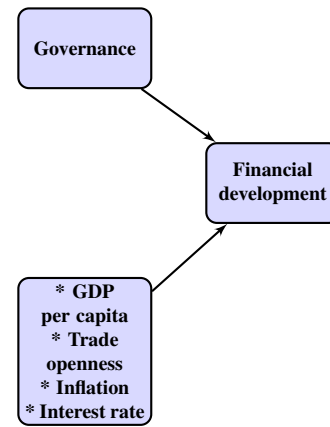 Governance
Financial
development
* GDP
per capita
* Trade
openness
* Inflation
* Interest rate